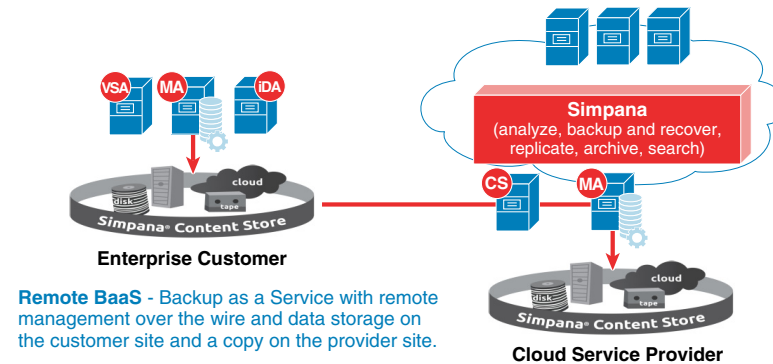 VSA
MA
iDA
cloud
disk
tape
Simpana® Content Store
Enterprise Customer
Remote BaaS - Backup as a Service with remote
management over the wire and data storage on
the customer site and a copy on the provider site.
Simpana
(analyze, backup and recover,
replicate, archive, search)
CS
MA
cloud
disk
tape
Simpana® Content Store
Cloud Service Provider